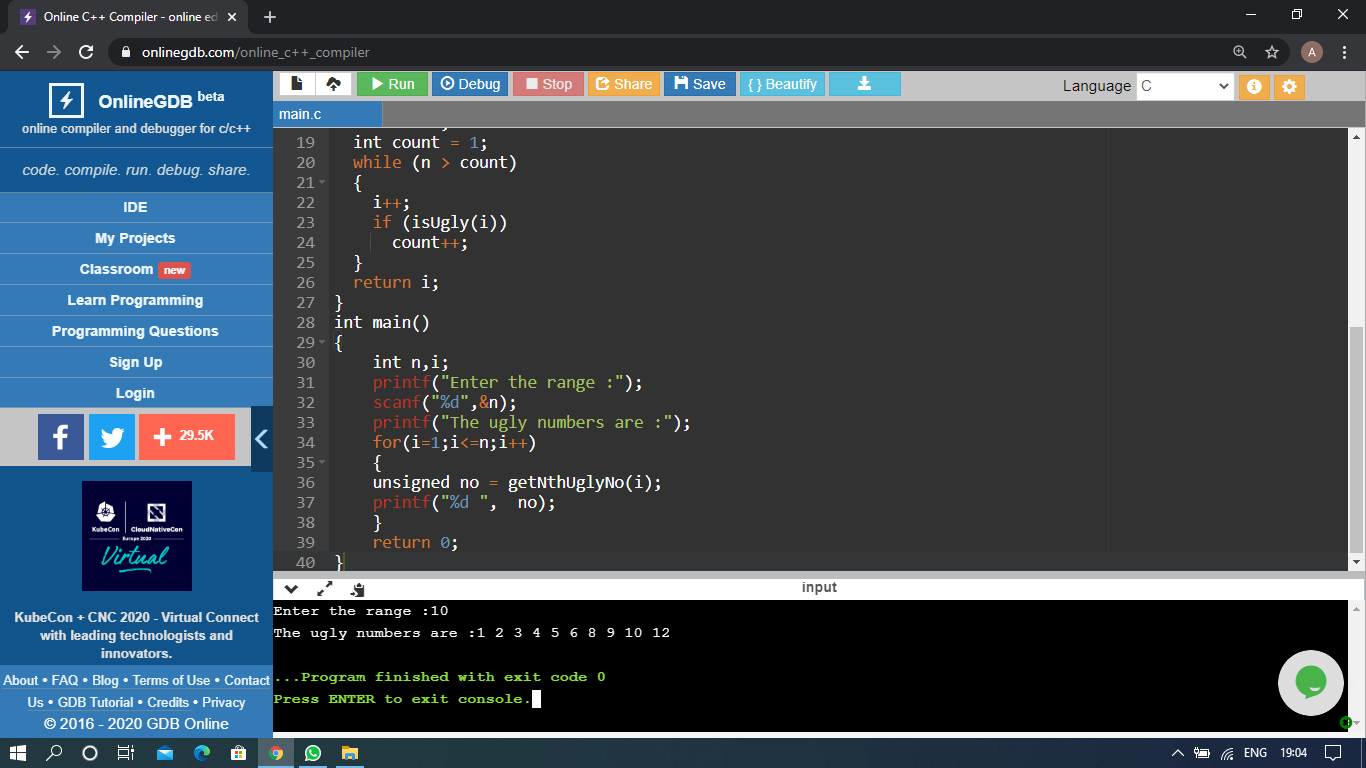 Online C++ Compiler - online ed
onlinegdb.com/online_c++_compiler
A
OnlineGDB beta
online compiler and debugger for c/c++
code. compile. run. debug. share.
IDE
My Projects
Classroom new
Learn Programming
Programming Questions
Sign Up
Login
f
+ 29.5K
KubeCon | CloudNativeCon
Europe 2020
Virtual
KubeCon + CNC 2020 - Virtual Connect
with leading technologists and
innovators.
About • FAQ • Blog • Terms of Use • Contact
Us • GDB Tutorial • Credits • Privacy
© 2016 - 2020 GDB Online
Run Debug Stop Share Save { } Beautify
Language C
main.c
19 int count = 1;
20 while (n > count)
21 {
22 i++;
23 if (isUgly(i))
24 count++;
25 }
26 return i;
27 }
28 int main()
29 {
30 int n,i;
31 printf("Enter the range :");
32 scanf("%d",&n);
33 printf("The ugly numbers are :");
34 for(i=1;i<=n;i++)
35 {
36 unsigned no = getNthUglyNo(i);
37 printf("%d ",  no);
38 }
39 return 0;
40 }
input
Enter the range :10
The ugly numbers are :1 2 3 4 5 6 8 9 10 12
...Program finished with exit code 0
Press ENTER to exit console.
ENG 19:04